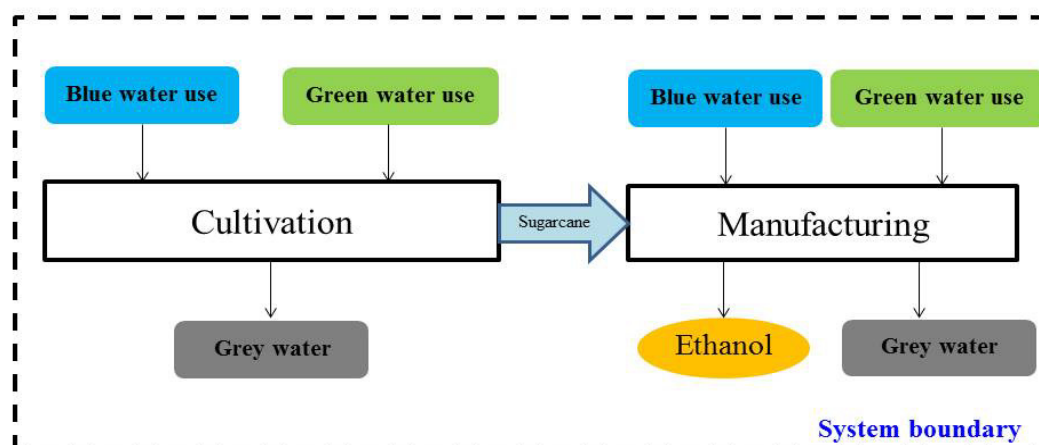 Blue water use
Green water use
Blue water use
Green water use
Cultivation
Sugarcane
Manufacturing
Grey water
Ethanol
Grey water
System boundary